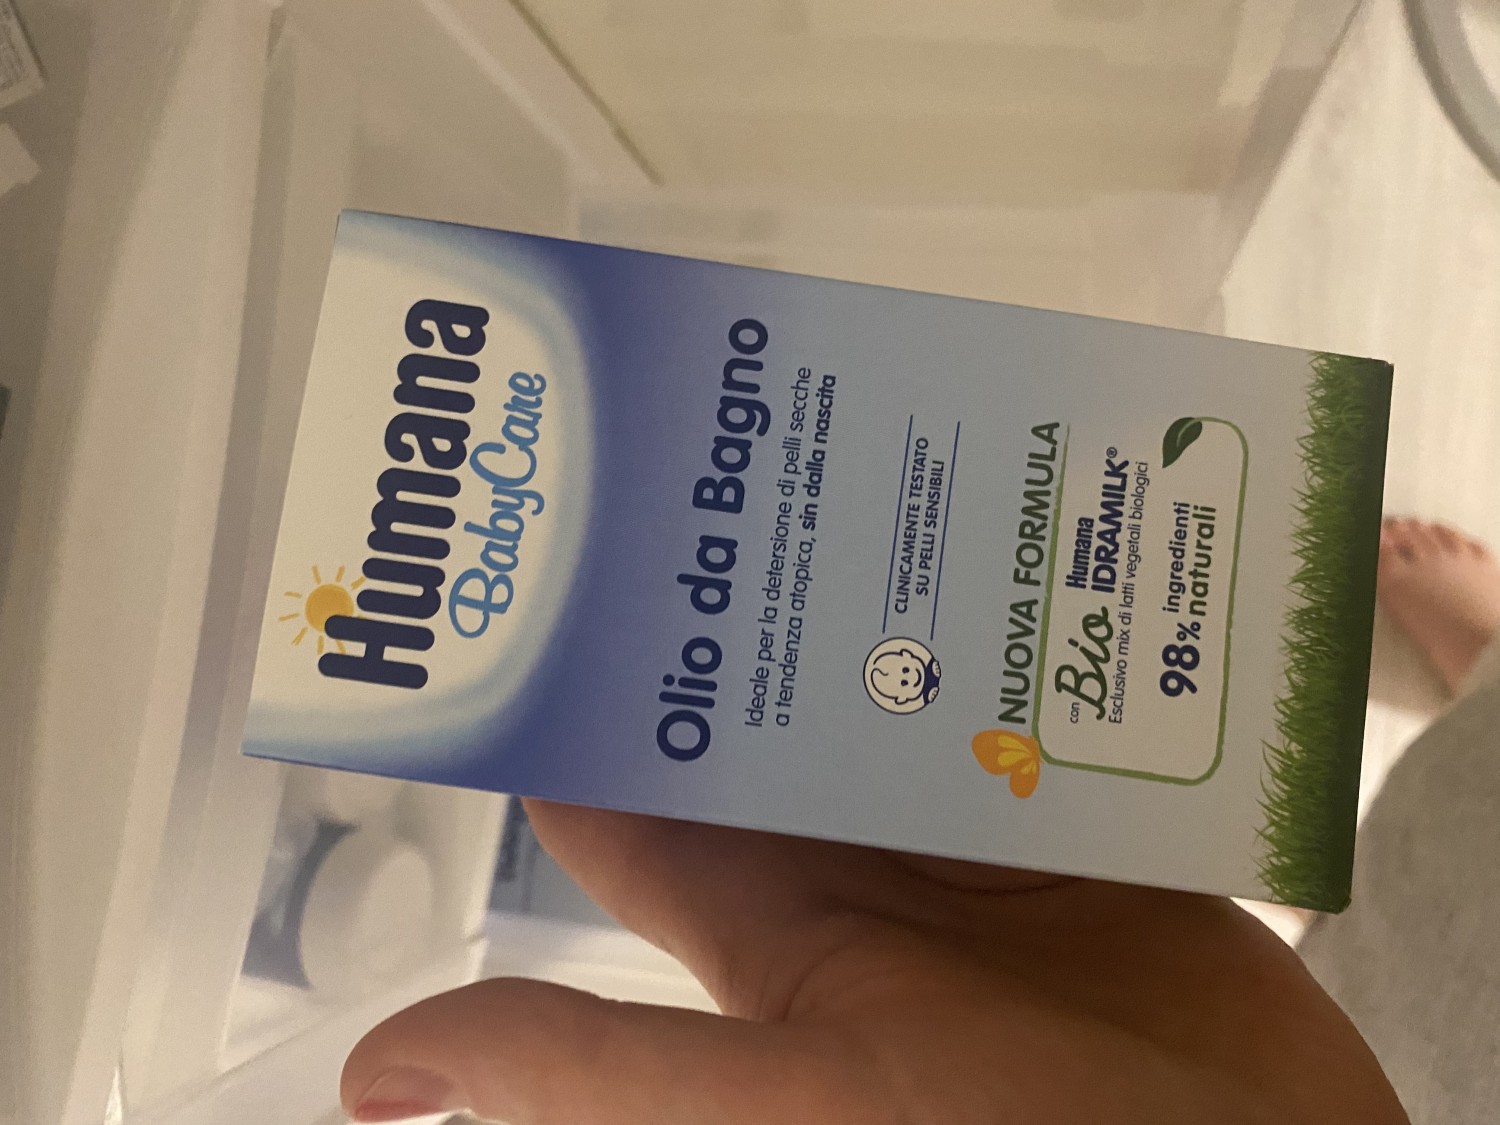 Humana
BabyCare
Olio da Bagno
Ideale per la detersione di pelli secche
a tendenza atopica, sin dalla nascita
CLINICAMENTE TESTATO
SU PELLI SENSIBILI
NUOVA FORMULA
con Bio Humana
IDRAMILK®
Esclusivo mix di latti vegetali biologici
98% ingredienti
naturali